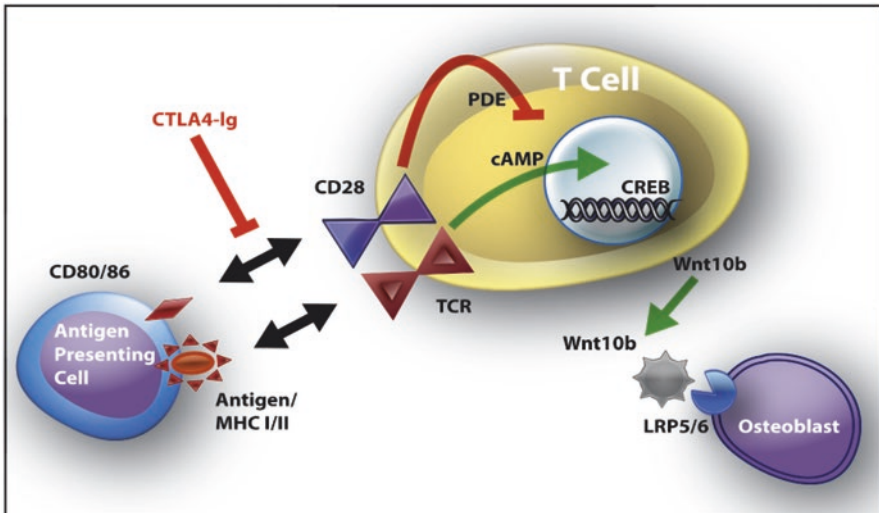 T Cell
PDE
CTLA4-Ig
cAMP
CD28
CREB
CD80/86
Wnt10b
TCR
Antigen
Presenting
Cell
Wnt10b
Antigen/
MHC I/II
LRP5/6
Osteoblast